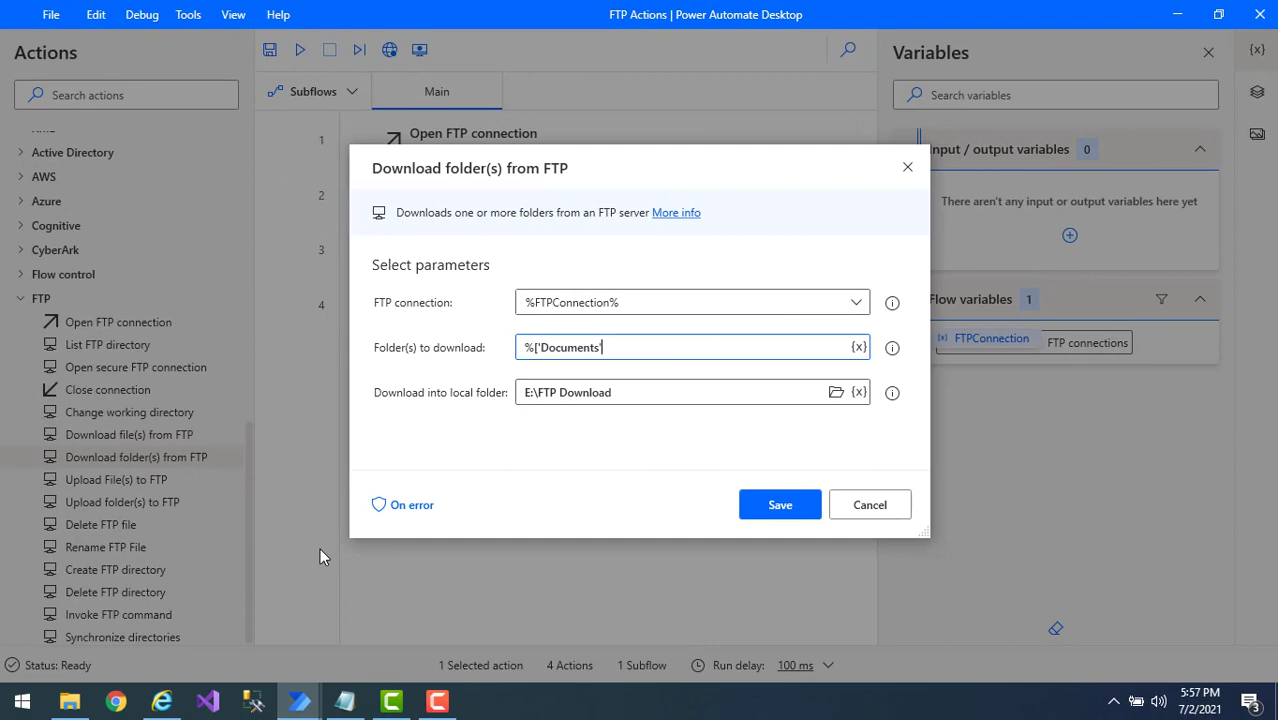 File Edit Debug Tools View Help
FTP Actions | Power Automate Desktop
Actions
Search actions
Active Directory
AWS
Azure
Cognitive
CyberArk
Flow control
FTP
Open FTP connection
List FTP directory
Open secure FTP connection
Close connection
Change working directory
Download file(s) from FTP
Download folder(s) from FTP
Upload File(s) to FTP
Upload folder(s) to FTP
Delete FTP file
Rename FTP File
Create FTP directory
Delete FTP directory
Invoke FTP command
Synchronize directories
Subflows
Main
1
2
3
4
Open FTP connection
Download folder(s) from FTP
Downloads one or more folders from an FTP server More info
Select parameters
FTP connection: %FTPConnection%
Folder(s) to download: %['Documents' {x}
Download into local folder: E:\FTP Download {x}
On error
Save
Cancel
Variables
{x}
Search variables
Input / output variables 0
There aren't any input or output variables here yet
Flow variables 1
(x) FTPConnection FTP connections
Status: Ready
1 Selected action
4 Actions
1 Subflow
Run delay: 100 ms
5:57 PM
7/2/2021
3